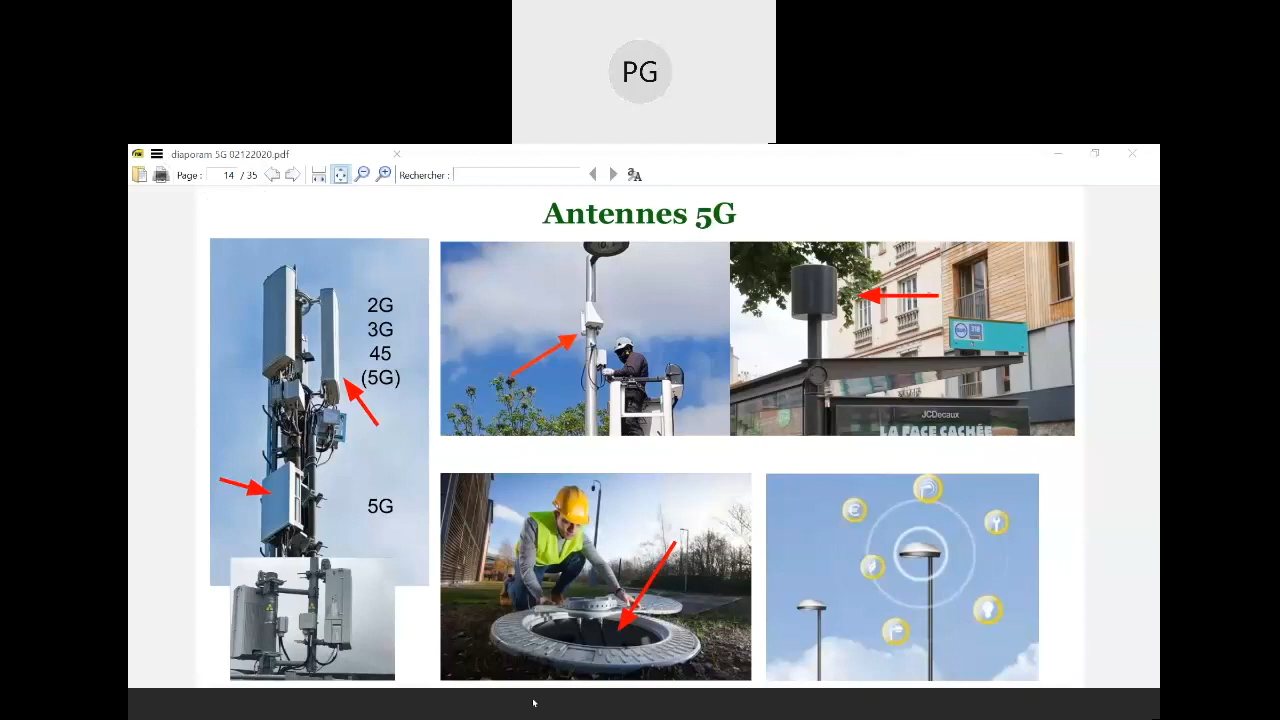 PG
diaporam 5G 02122020.pdf
Page : 14 / 35
Rechercher :
Antennes 5G
2G
3G
45
(5G)
5G
JCDecaux
LA FACE CACHÉE